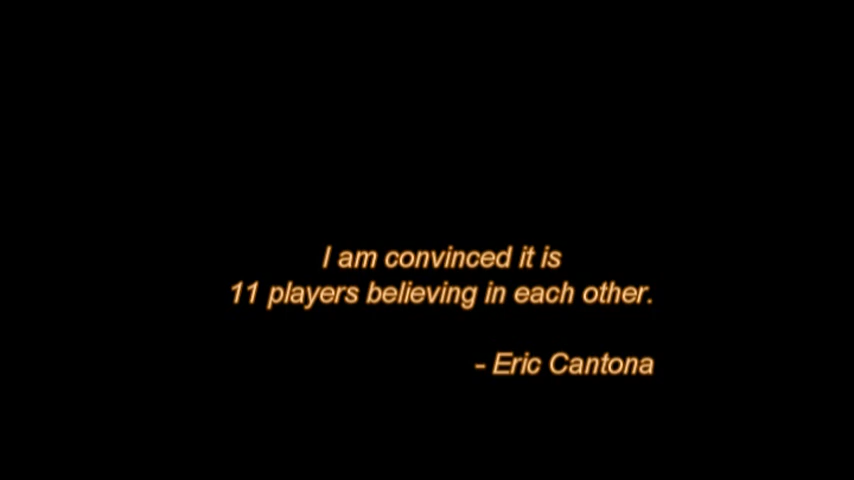 I am convinced it is
11 players believing in each other.
- Eric Cantona